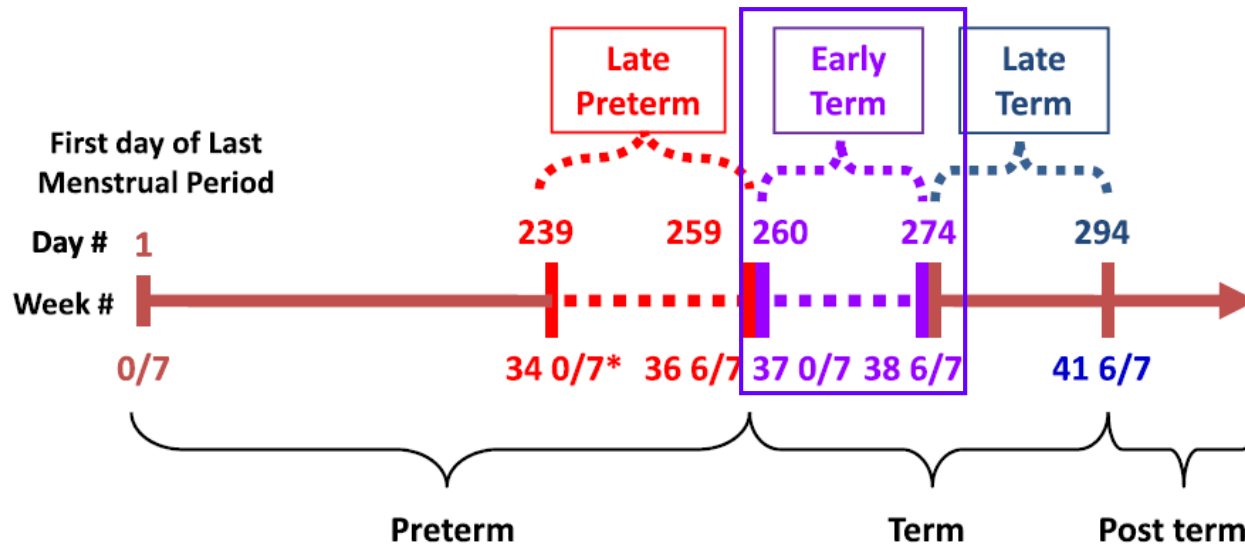 Late
Preterm
Early
Term
Late
Term
First day of Last
Menstrual Period
Day # 1 239 259 260 274 294
Week #
0/7 34 0/7* 36 6/7 37 0/7 38 6/7 41 6/7
Preterm Term Post term